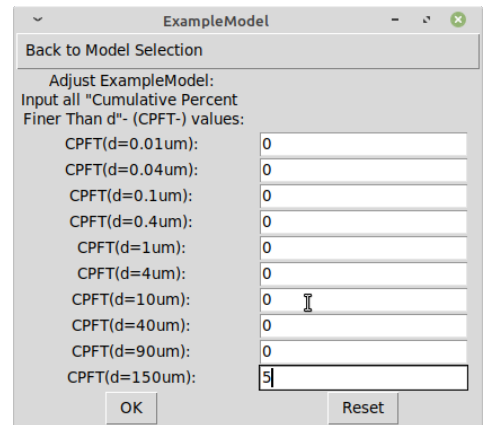 ExampleModel
Back to Model Selection
Adjust ExampleModel:
Input all "Cumulative Percent
Finer Than d"- (CPFT-) values:
CPFT(d=0.01um): 0
CPFT(d=0.04um): 0
CPFT(d=0.1um): 0
CPFT(d=0.4um): 0
CPFT(d=1um): 0
CPFT(d=4um): 0
CPFT(d=10um): 0
CPFT(d=40um): 0
CPFT(d=90um): 0
CPFT(d=150um): 5
OK Reset